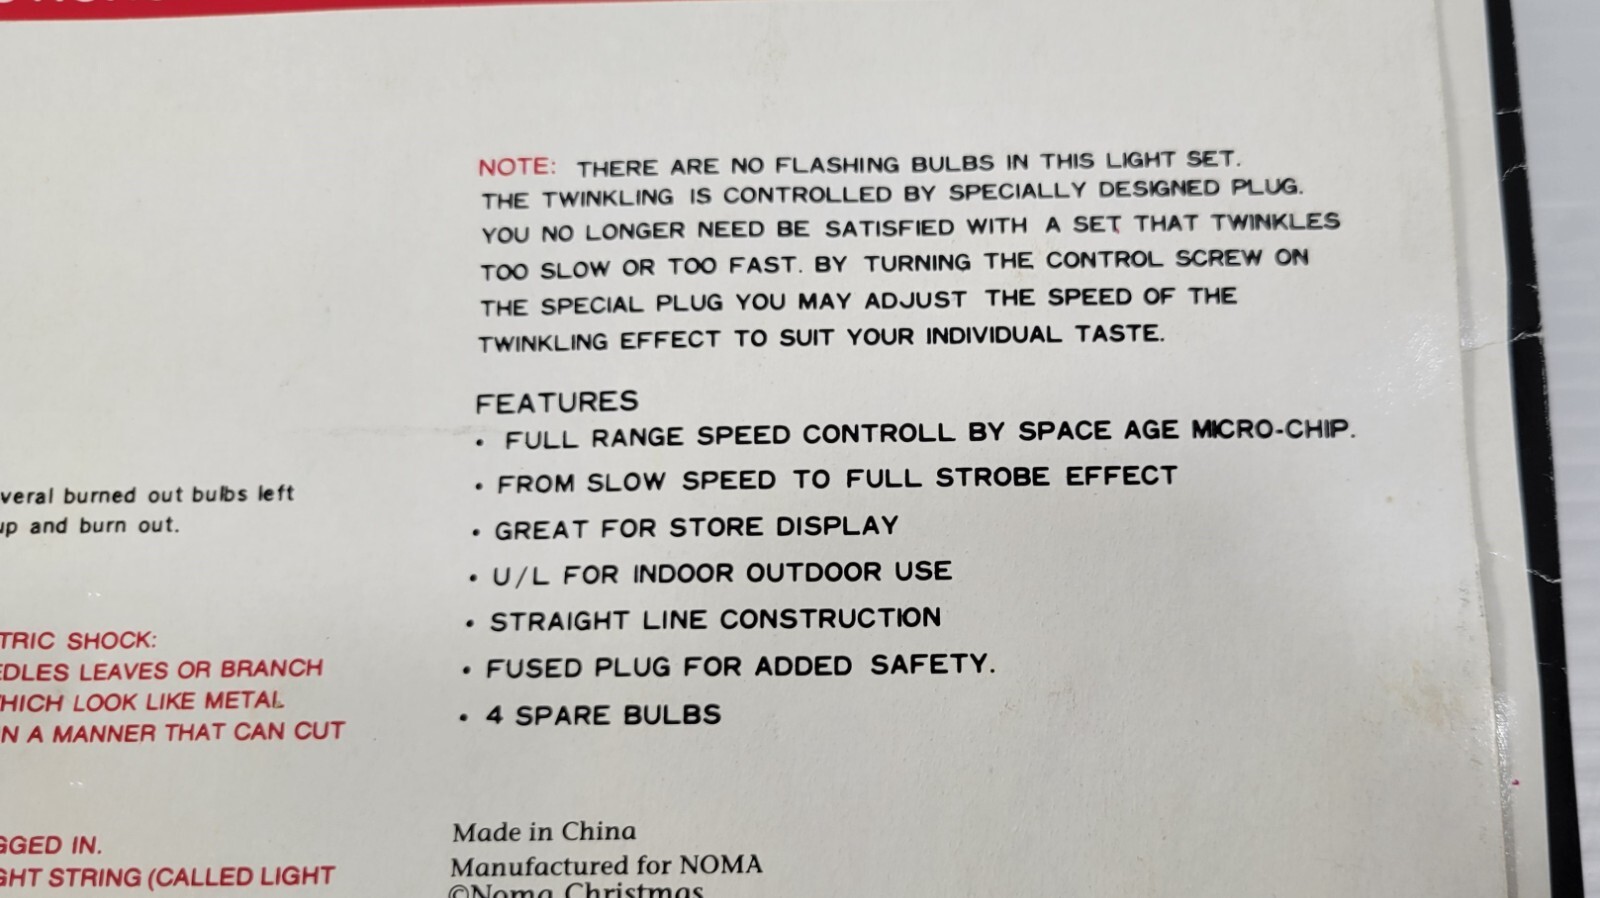 NOTE: THERE ARE NO FLASHING BULBS IN THIS LIGHT SET.
THE TWINKLING IS CONTROLLED BY SPECIALLY DESIGNED PLUG.
YOU NO LONGER NEED BE SATISFIED WITH A SET THAT TWINKLES
TOO SLOW OR TOO FAST. BY TURNING THE CONTROL SCREW ON
THE SPECIAL PLUG YOU MAY ADJUST THE SPEED OF THE
TWINKLING EFFECT TO SUIT YOUR INDIVIDUAL TASTE.
FEATURES
• FULL RANGE SPEED CONTROLL BY SPACE AGE MICRO-CHIP.
• FROM SLOW SPEED TO FULL STROBE EFFECT
• GREAT FOR STORE DISPLAY
• U/L FOR INDOOR OUTDOOR USE
• STRAIGHT LINE CONSTRUCTION
• FUSED PLUG FOR ADDED SAFETY.
• 4 SPARE BULBS
Made in China
Manufactured for NOMA
©Noma Christmas
veral burned out bulbs left
up and burn out.
TRIC SHOCK:
EDLES LEAVES OR BRANCH
HICH LOOK LIKE METAL
N A MANNER THAT CAN CUT
GGED IN.
GHT STRING (CALLED LIGHT